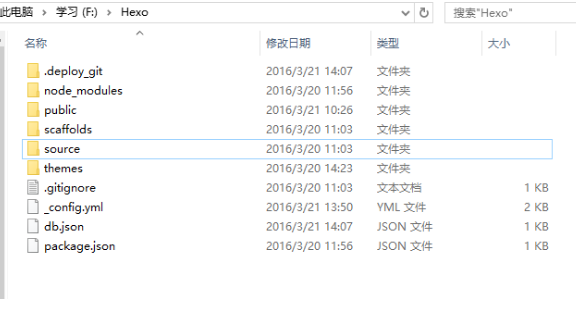 此电脑 > 学习 (F:) > Hexo 搜索"Hexo"
名称 修改日期 类型 大小
.deploy_git 2016/3/21 14:07 文件夹
node_modules 2016/3/20 11:56 文件夹
public 2016/3/21 10:26 文件夹
scaffolds 2016/3/20 11:03 文件夹
source 2016/3/20 11:03 文件夹
themes 2016/3/20 14:23 文件夹
.gitignore 2016/3/20 11:03 文本文档 1 KB
_config.yml 2016/3/21 13:50 YML 文件 2 KB
db.json 2016/3/21 14:07 JSON 文件 1 KB
package.json 2016/3/20 11:56 JSON 文件 1 KB